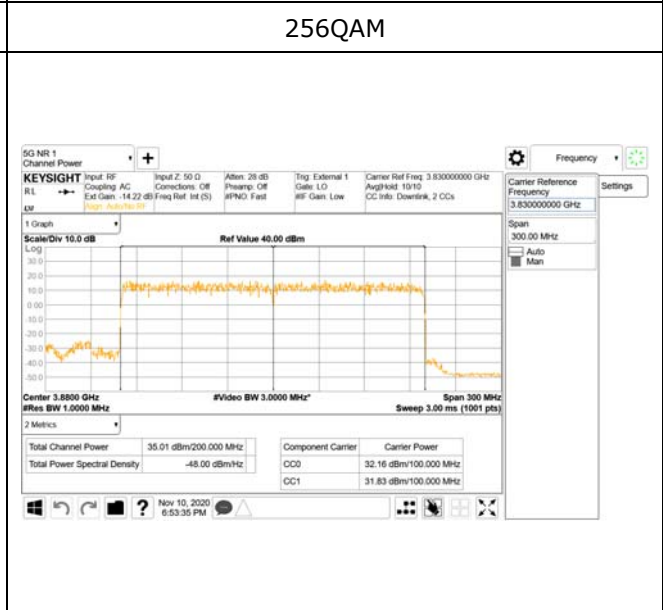 256QAM
5G NR 1
Channel Power
+
Frequency
KEYSIGHT
RL
Input: RF
Coupling: AC
Ext Gain: -14.22 dB
Align: Auto/No RF
Input Z: 50 Ω
Corrections: Off
Freq Ref: Int (S)
Atten: 28 dB
Preamp: Off
#PNO: Fast
Trig: External 1
Gate: LO
#IF Gain: Low
Carrier Ref Freq: 3.830000000 GHz
Avg|Hold: 10/10
CC Info: Downlink, 2 CCs
Carrier Reference
Frequency
3.830000000 GHz
Settings
Span
300.00 MHz
Auto
Man
1 Graph
Scale/Div 10.0 dB
Ref Value 40.00 dBm
Log
30.0
20.0
10.0
0.00
-10.0
-20.0
-30.0
-40.0
-50.0
Center 3.8800 GHz
#Video BW 3.0000 MHz*
Span 300 MHz
#Res BW 1.0000 MHz
Sweep 3.00 ms (1001 pts)
2 Metrics
Total Channel Power 35.01 dBm/200.000 MHz
Total Power Spectral Density -48.00 dBm/Hz
Component Carrier Carrier Power
CC0 32.16 dBm/100.000 MHz
CC1 31.83 dBm/100.000 MHz
?
Nov 10, 2020
6:53:35 PM